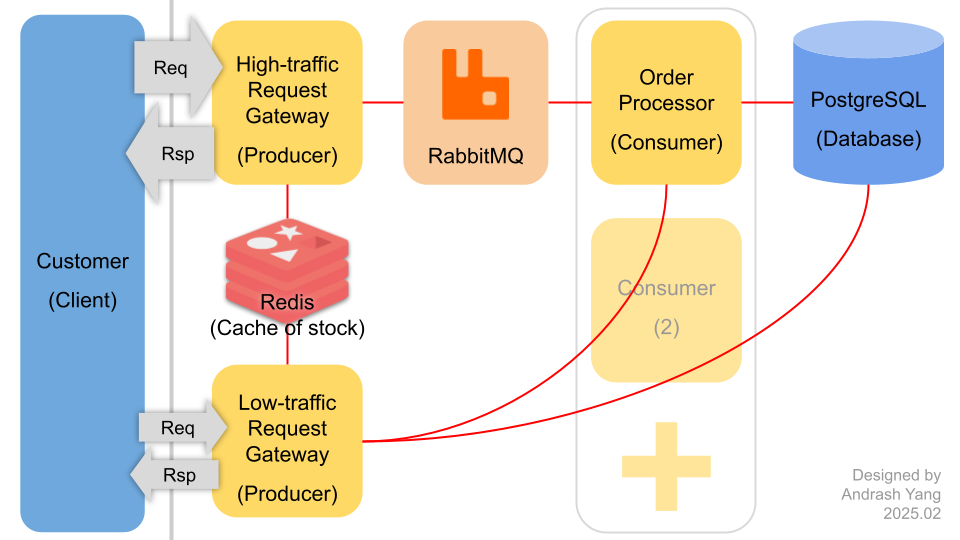 Customer
(Client)
Req
Rsp
High-traffic
Request
Gateway
(Producer)
RabbitMQ
Order
Processor
(Consumer)
PostgreSQL
(Database)
Redis
(Cache of stock)
Consumer
(2)
Req
Rsp
Low-traffic
Request
Gateway
(Producer)
Designed by
Andrash Yang
2025.02